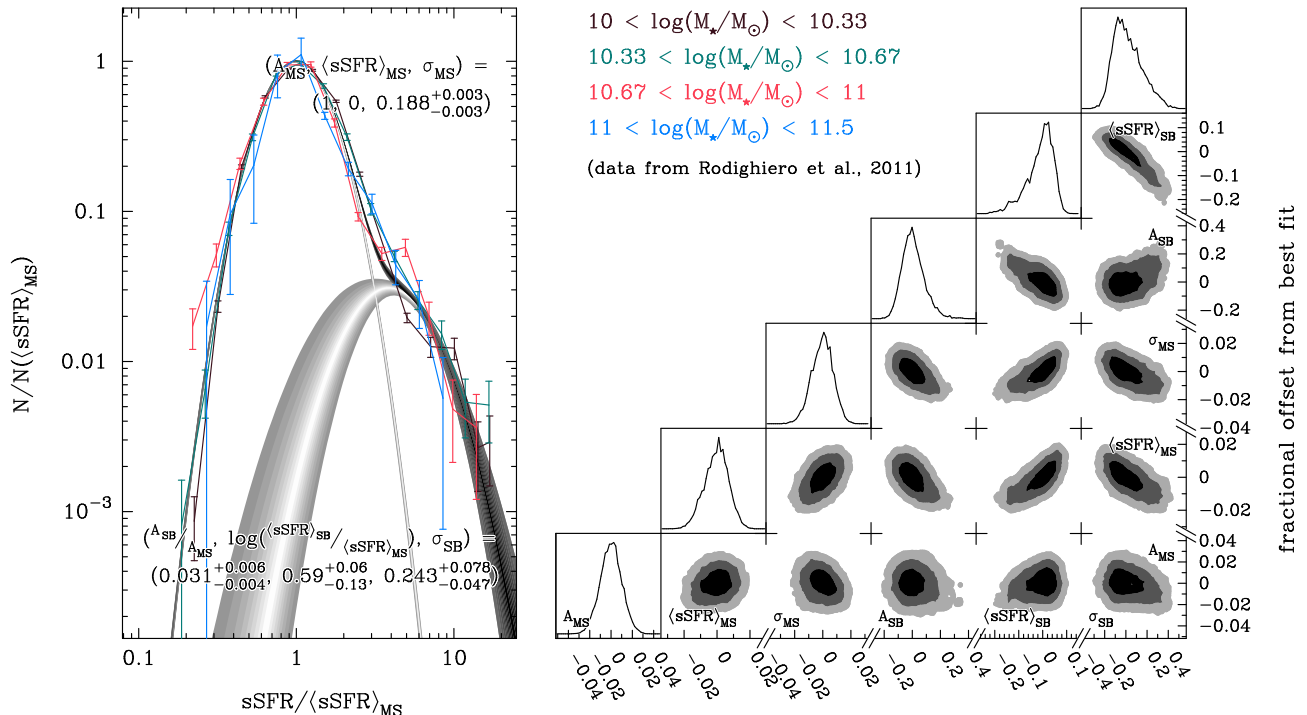 10 < log(M⋆/M⊙) < 10.33
10.33 < log(M⋆/M⊙) < 10.67
10.67 < log(M⋆/M⊙) < 11
11 < log(M⋆/M⊙) < 11.5
(data from Rodighiero et al., 2011)
(A_MS, ⟨sSFR⟩_MS, σ_MS) =
(1, 0, 0.188^{+0.003}_{-0.003})
(A_SB/A_MS, log(⟨sSFR⟩_SB/⟨sSFR⟩_MS), σ_SB) =
(0.031^{+0.006}_{-0.004}, 0.59^{+0.06}_{-0.13}, 0.243^{+0.078}_{-0.047})
N/N(⟨sSFR⟩_MS)
1
0.1
0.01
10^{-3}
0.1 1 10
sSFR/⟨sSFR⟩_MS
⟨sSFR⟩_SB
A_SB
σ_MS
⟨sSFR⟩_MS
A_MS
A_MS ⟨sSFR⟩_MS σ_MS A_SB ⟨sSFR⟩_SB σ_SB
0.1
0
-0.1
-0.2
0.4
0.2
0
-0.2
0.02
0
-0.02
-0.04
0.02
0
-0.02
0.04
0.02
0
-0.02
-0.04
-0.04 -0.02 0 0.02
-0.02 0 0.02
-0.04 -0.02 0 0.02
-0.2 0 0.2 0.4
-0.2 -0.1 0 0.1
-0.2 0 0.2 0.4
fractional offset from best fit